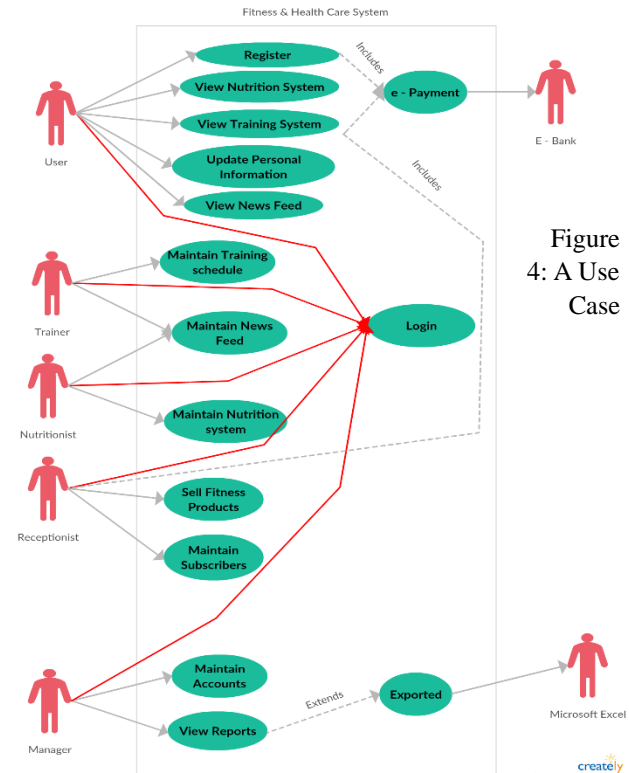 Fitness & Health Care System
Register
Includes
View Nutrition System
e - Payment
View Training System
User
E - Bank
Update Personal
Information
Includes
View News Feed
Figure
4: A Use
Case
Maintain Training
schedule
Trainer
Maintain News
Feed
Login
Nutritionist
Maintain Nutrition
system
Sell Fitness
Products
Receptionist
Maintain
Subscribers
Maintain
Accounts
Extends
Exported
Microsoft Excel
View Reports
Manager
creately